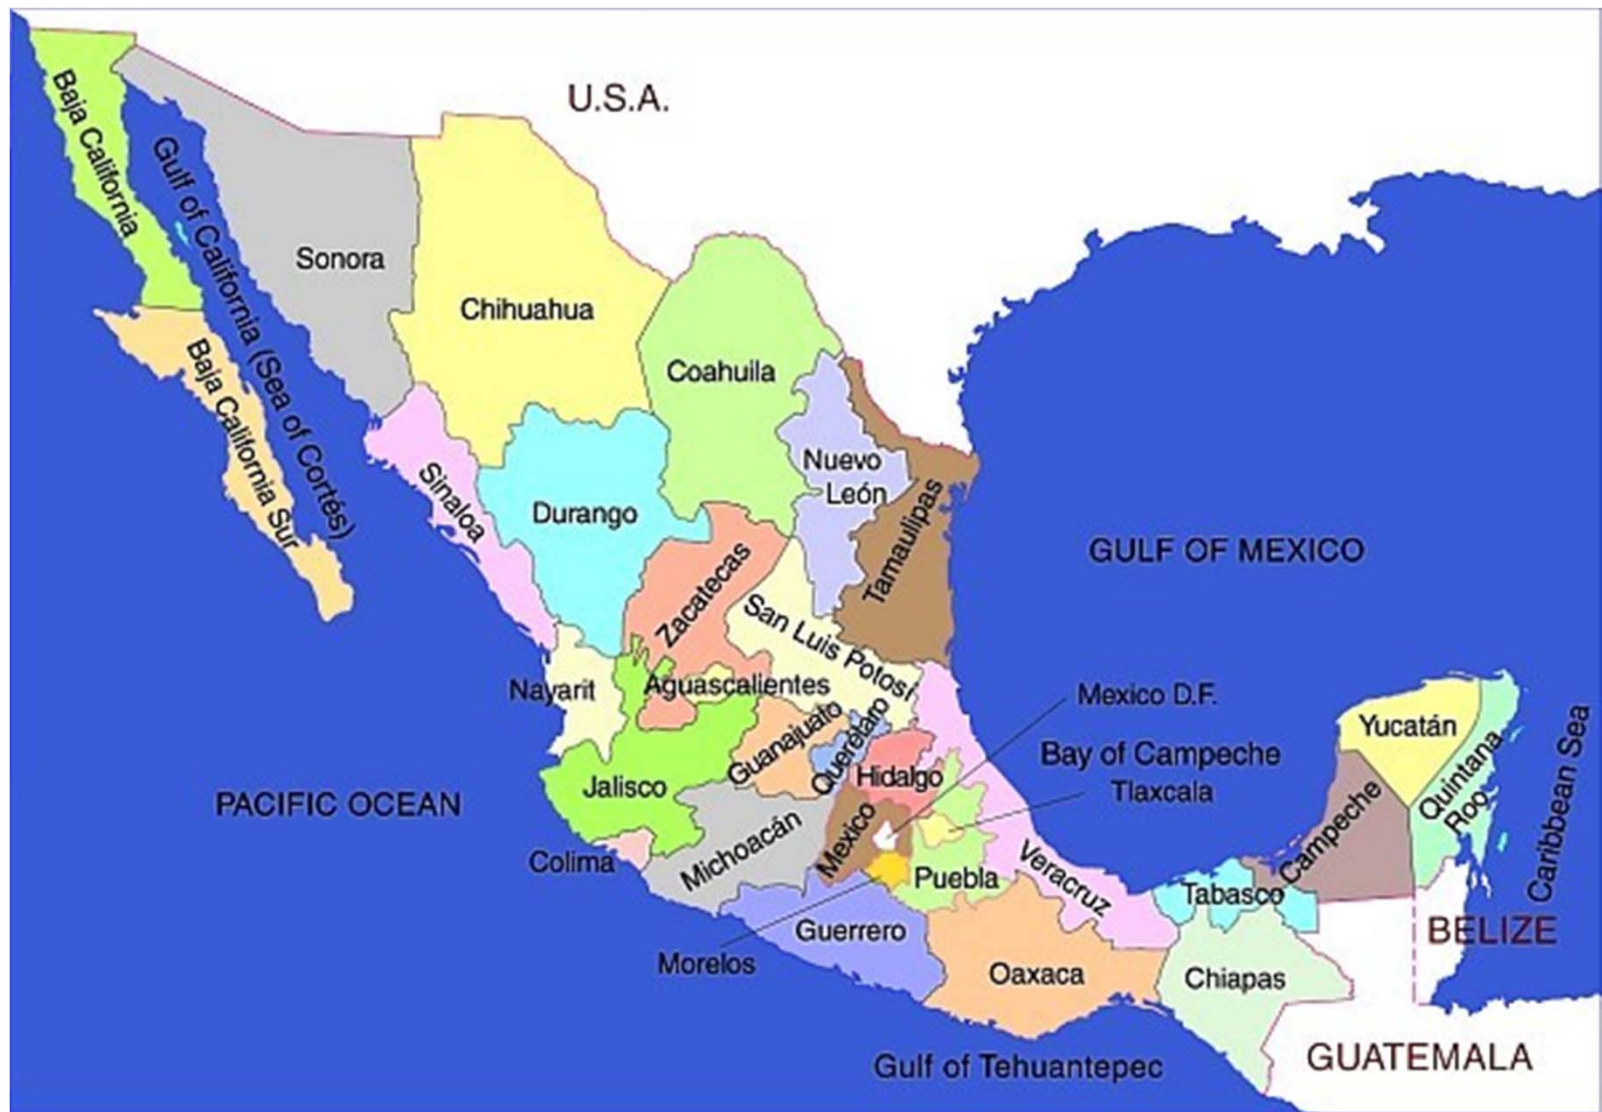 U.S.A.
Baja California
Gulf of California (Sea of Cortés)
Sonora
Chihuahua
Coahuila
Baja California Sur
Sinaloa
Durango
Nuevo
León
Tamaulipas
Zacatecas
San Luis Potosí
GULF OF MEXICO
Nayarit
Aguascalientes
Mexico D.F.
Guanajuato
Querétaro
Hidalgo
Bay of Campeche
Tlaxcala
Yucatán
Quintana
Roo
Caribbean Sea
PACIFIC OCEAN
Jalisco
Colima
Michoacán
Mexico
Puebla
Veracruz
Tabasco
Campeche
Morelos
Guerrero
Oaxaca
Chiapas
BELIZE
Gulf of Tehuantepec
GUATEMALA